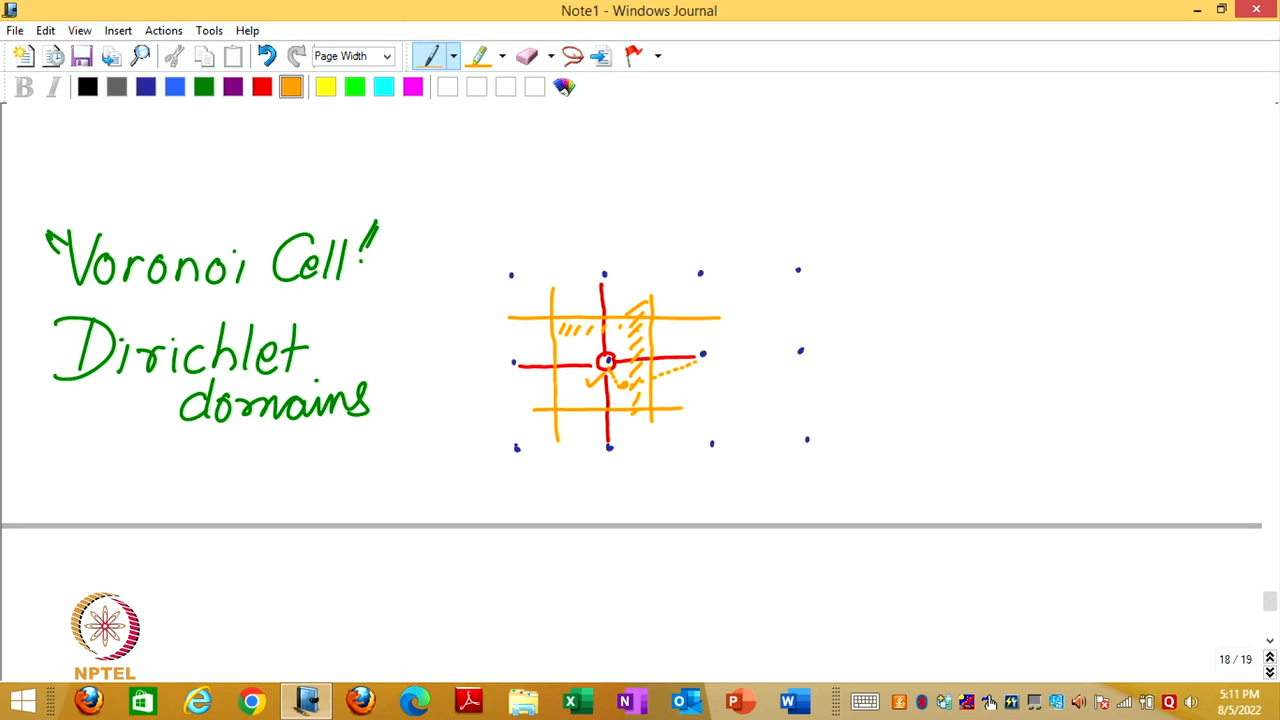 Note1 - Windows Journal
File Edit View Insert Actions Tools Help
Page Width
B I
"Voronoi Cell"
Dirichlet
domains
NPTEL
18 / 19
5:11 PM
8/5/2022